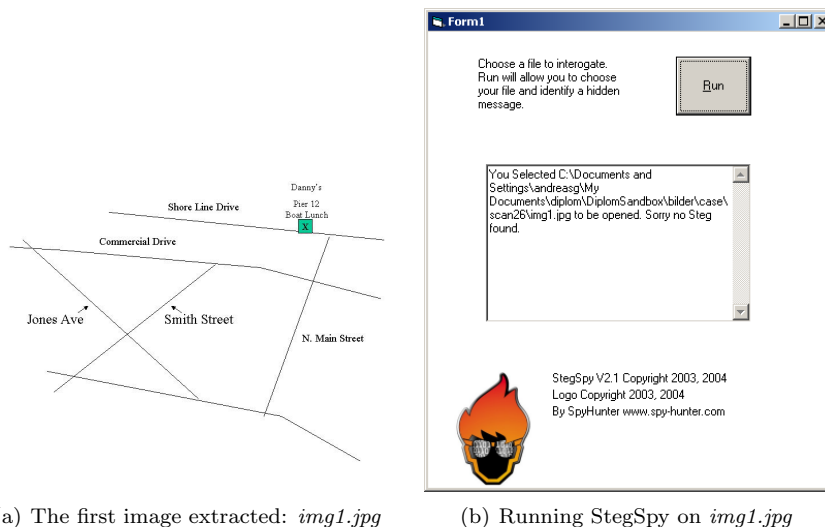 Danny's
Pier 12
Boat Lunch
X
Shore Line Drive
Commercial Drive
Jones Ave
Smith Street
N. Main Street
a) The first image extracted: img1.jpg
Form1
Choose a file to interogate.
Run will allow you to choose
your file and identify a hidden
message.
Run
You Selected C:\Documents and
Settings\andreasg\My
Documents\diplom\DiplomSandbox\bilder\case\
scan26\img1.jpg to be opened. Sorry no Steg
found.
StegSpy V2.1 Copyright 2003, 2004
Logo Copyright 2003, 2004
By SpyHunter www.spy-hunter.com
(b) Running StegSpy on img1.jpg